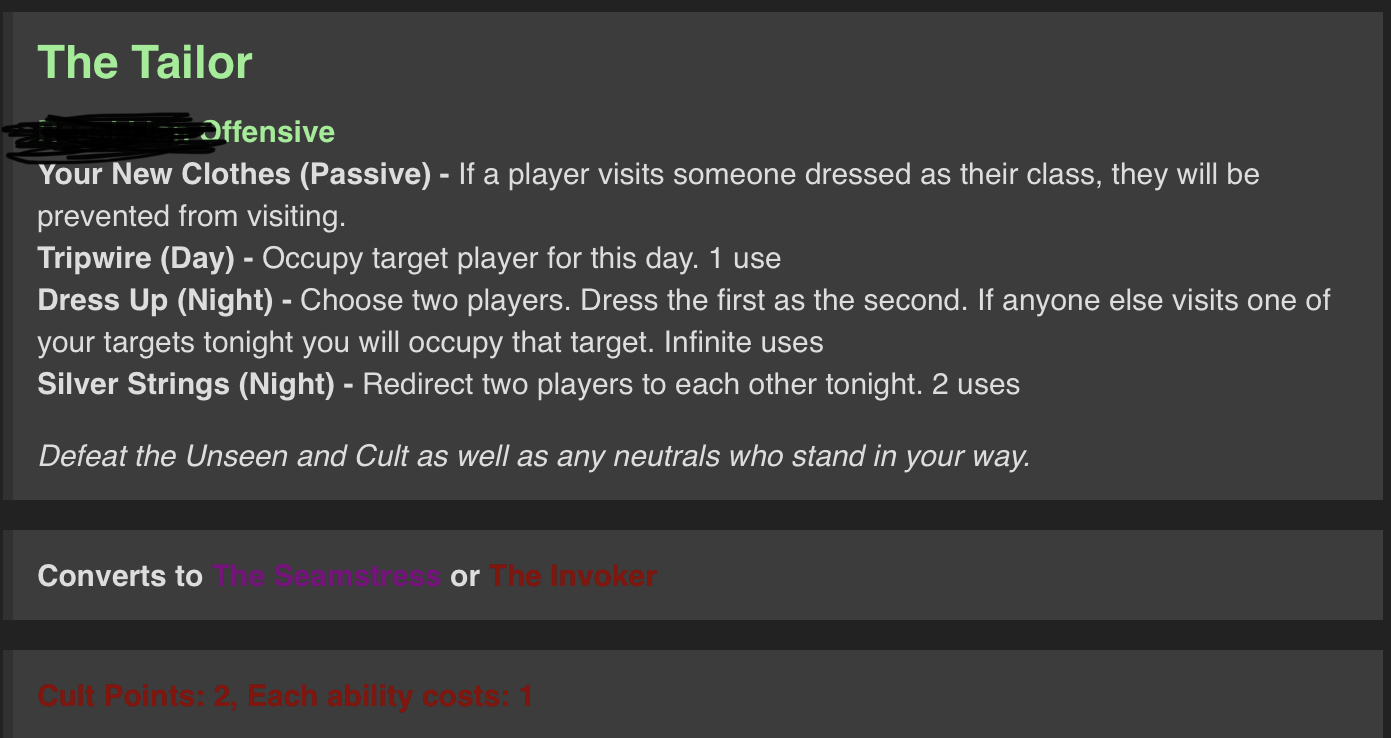 The Tailor
Offensive
Your New Clothes (Passive) - If a player visits someone dressed as their class, they will be
prevented from visiting.
Tripwire (Day) - Occupy target player for this day. 1 use
Dress Up (Night) - Choose two players. Dress the first as the second. If anyone else visits one of
your targets tonight you will occupy that target. Infinite uses
Silver Strings (Night) - Redirect two players to each other tonight. 2 uses
Defeat the Unseen and Cult as well as any neutrals who stand in your way.
Converts to The Seamstress or The Invoker
Cult Points: 2, Each ability costs: 1